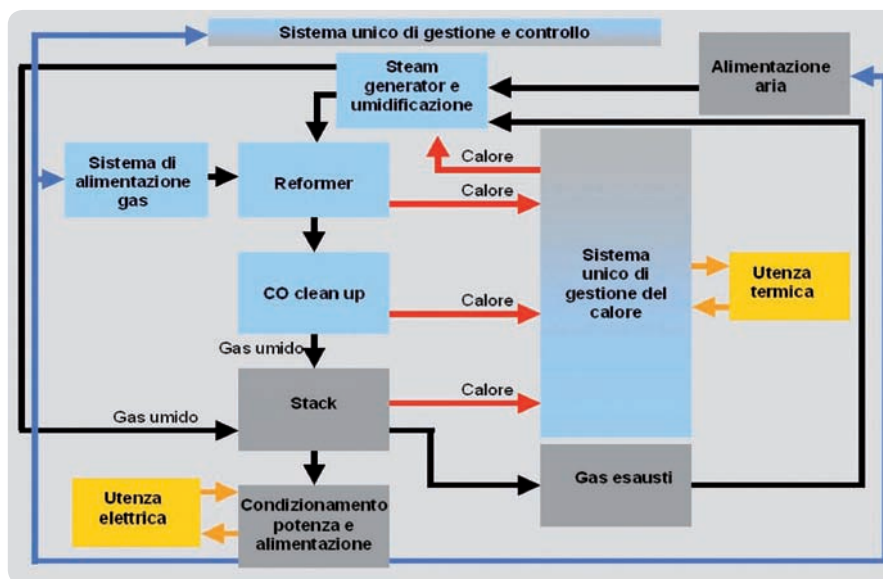 Sistema unico di gestione e controllo
Steam
generator e
umidificazione
Alimentazione
aria
Sistema di
alimentazione
gas
Reformer
Calore
Calore
CO clean up
Calore
Sistema
unico di
gestione del
calore
Utenza
termica
Gas umido
Stack
Calore
Gas umido
Gas esausti
Utenza
elettrica
Condizionamento
potenza e
alimentazione